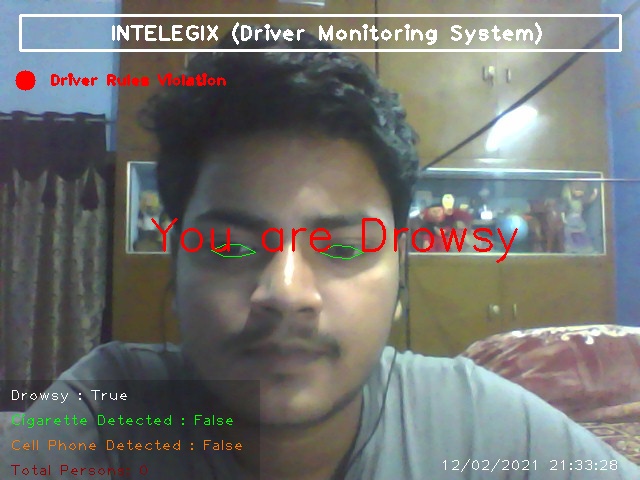 INTELEGIX (Driver Monitoring System)
Driver Rules Violation
You are Drowsy
Drowsy : True
Cigarette Detected : False
Cell Phone Detected : False
Total Persons: 0
12/02/2021 21:33:28